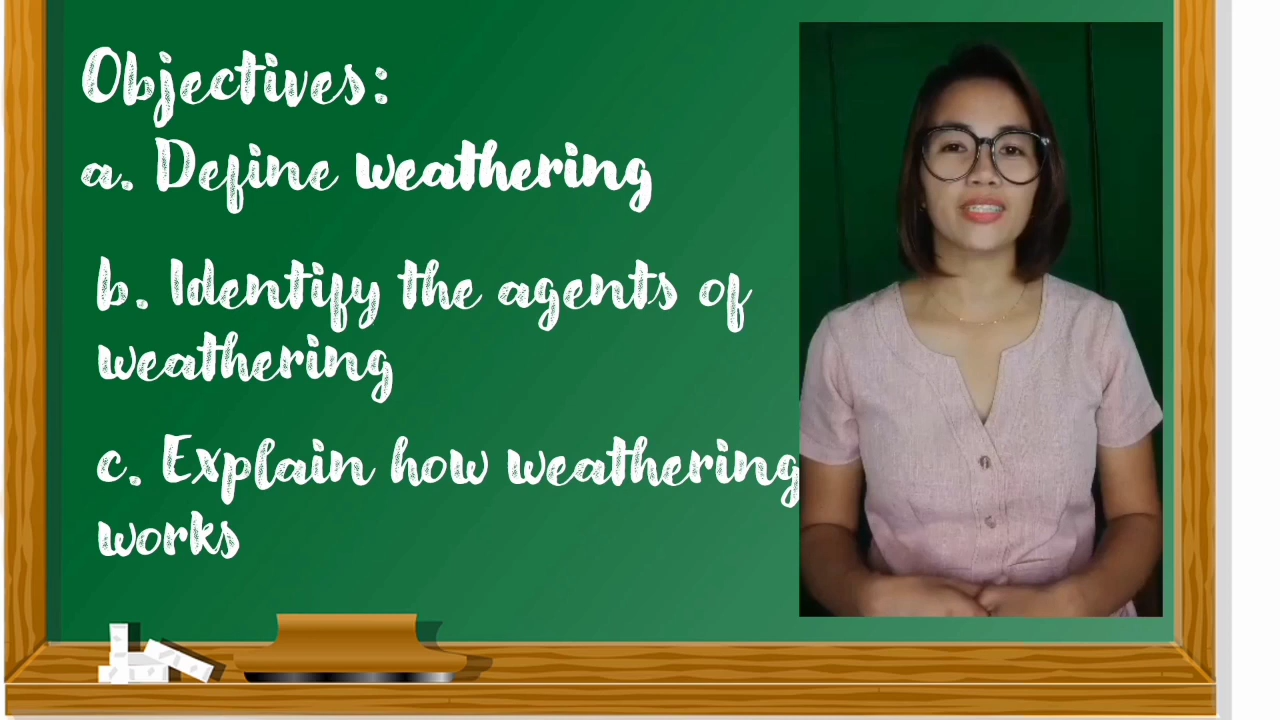 Objectives:
a. Define weathering
b. Identify the agents of
weathering
c. Explain how weathering
works